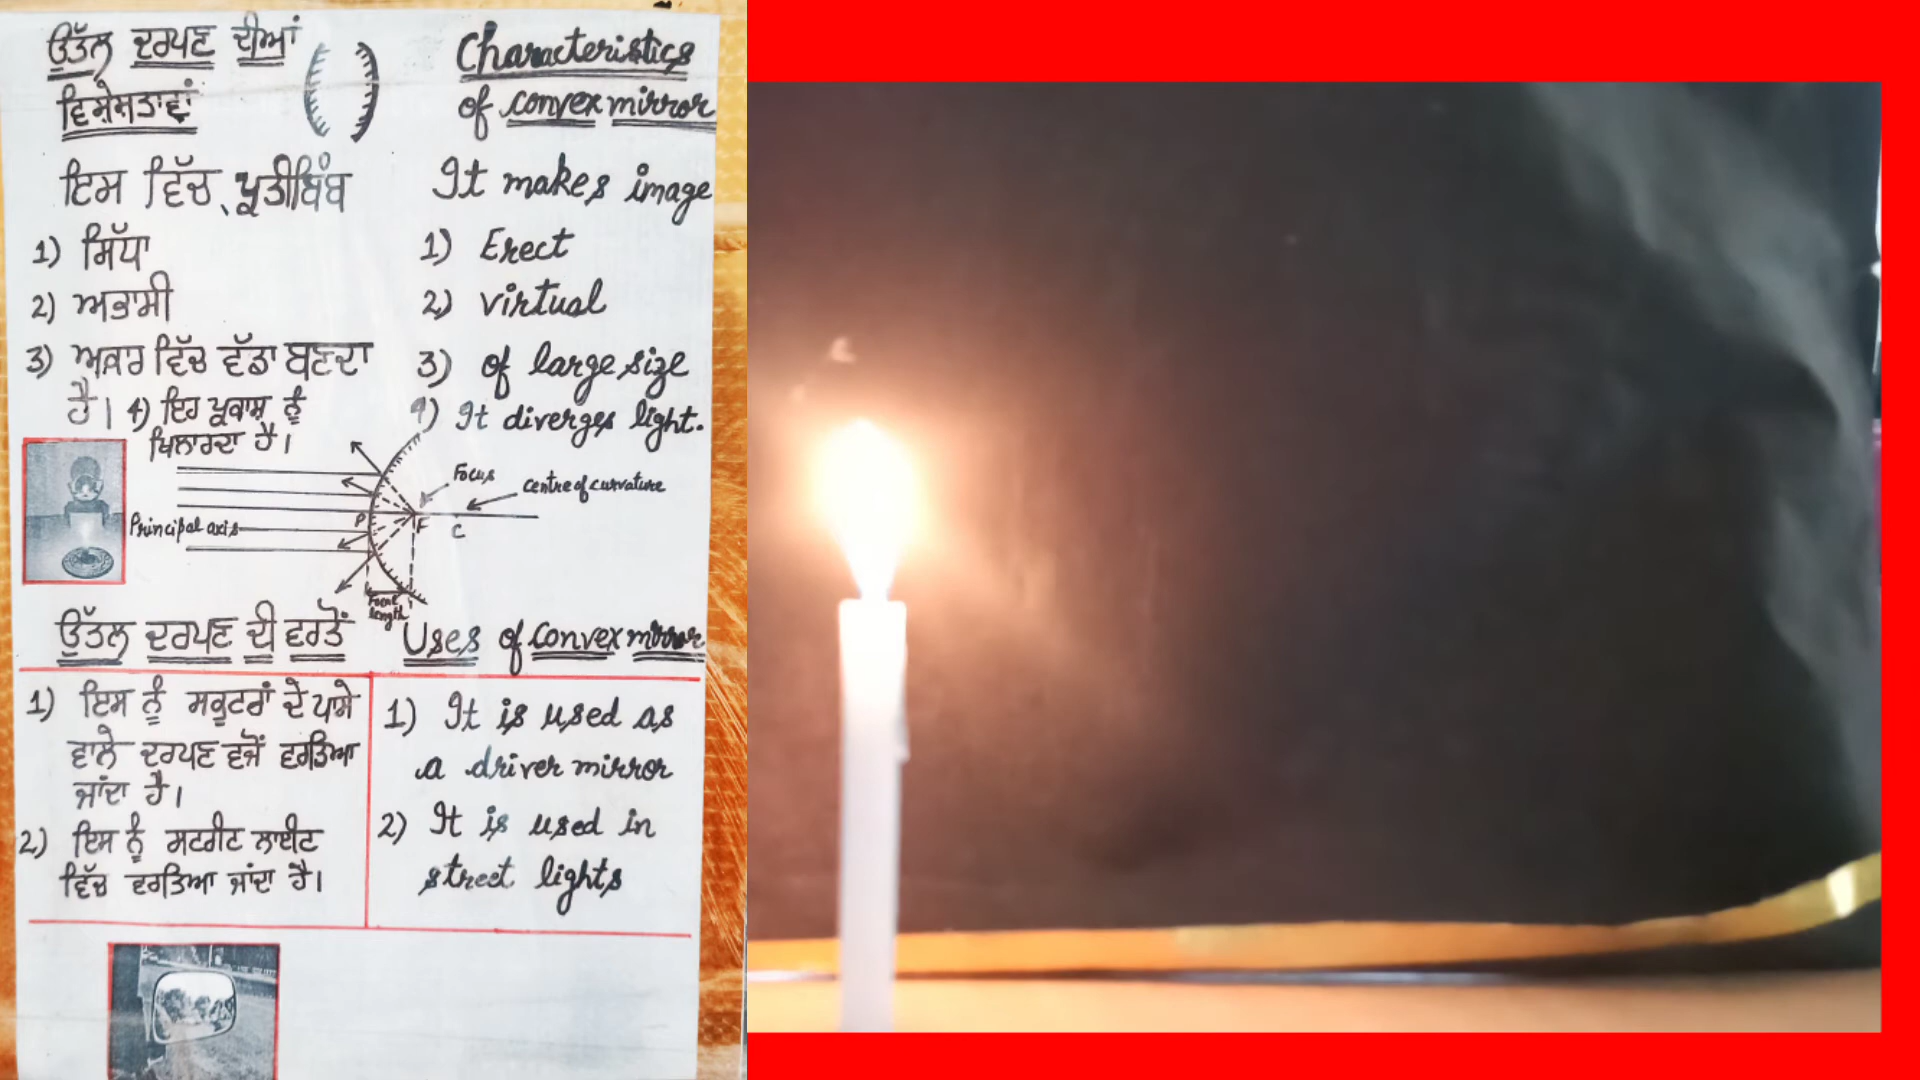 ਉੱਤਲ ਦਰਪਣ ਦੀਆਂ
ਵਿਸ਼ੇਸ਼ਤਾਵਾਂ
Characteristics
of convex mirror
ਇਸ ਵਿੱਚ ਪ੍ਰਤੀਬਿੰਬ
1) ਸਿੱਧਾ
2) ਅਭਾਸੀ
3) ਅਕਾਰ ਵਿੱਚ ਵੱਡਾ ਬਣਦਾ
ਹੈ। 4) ਇਹ ਪ੍ਰਕਾਸ਼ ਨੂੰ
ਖਿਲਾਰਦਾ ਹੈ।
It makes image
1) Erect
2) virtual
3) of large size
4) It diverges light.
Focus
centre of curvature
Principal axis
P
F
C
Focal
length
ਉੱਤਲ ਦਰਪਣ ਦੀ ਵਰਤੋਂ
1) ਇਸ ਨੂੰ ਸਕੂਟਰਾਂ ਦੇ ਪਾਸੇ
ਵਾਲੇ ਦਰਪਣ ਵਜੋਂ ਵਰਤਿਆ
ਜਾਂਦਾ ਹੈ।
2) ਇਸ ਨੂੰ ਸਟਰੀਟ ਲਾਈਟ
ਵਿੱਚ ਵਰਤਿਆ ਜਾਂਦਾ ਹੈ।
Uses of convex mirror
1) It is used as
a driver mirror
2) It is used in
street lights